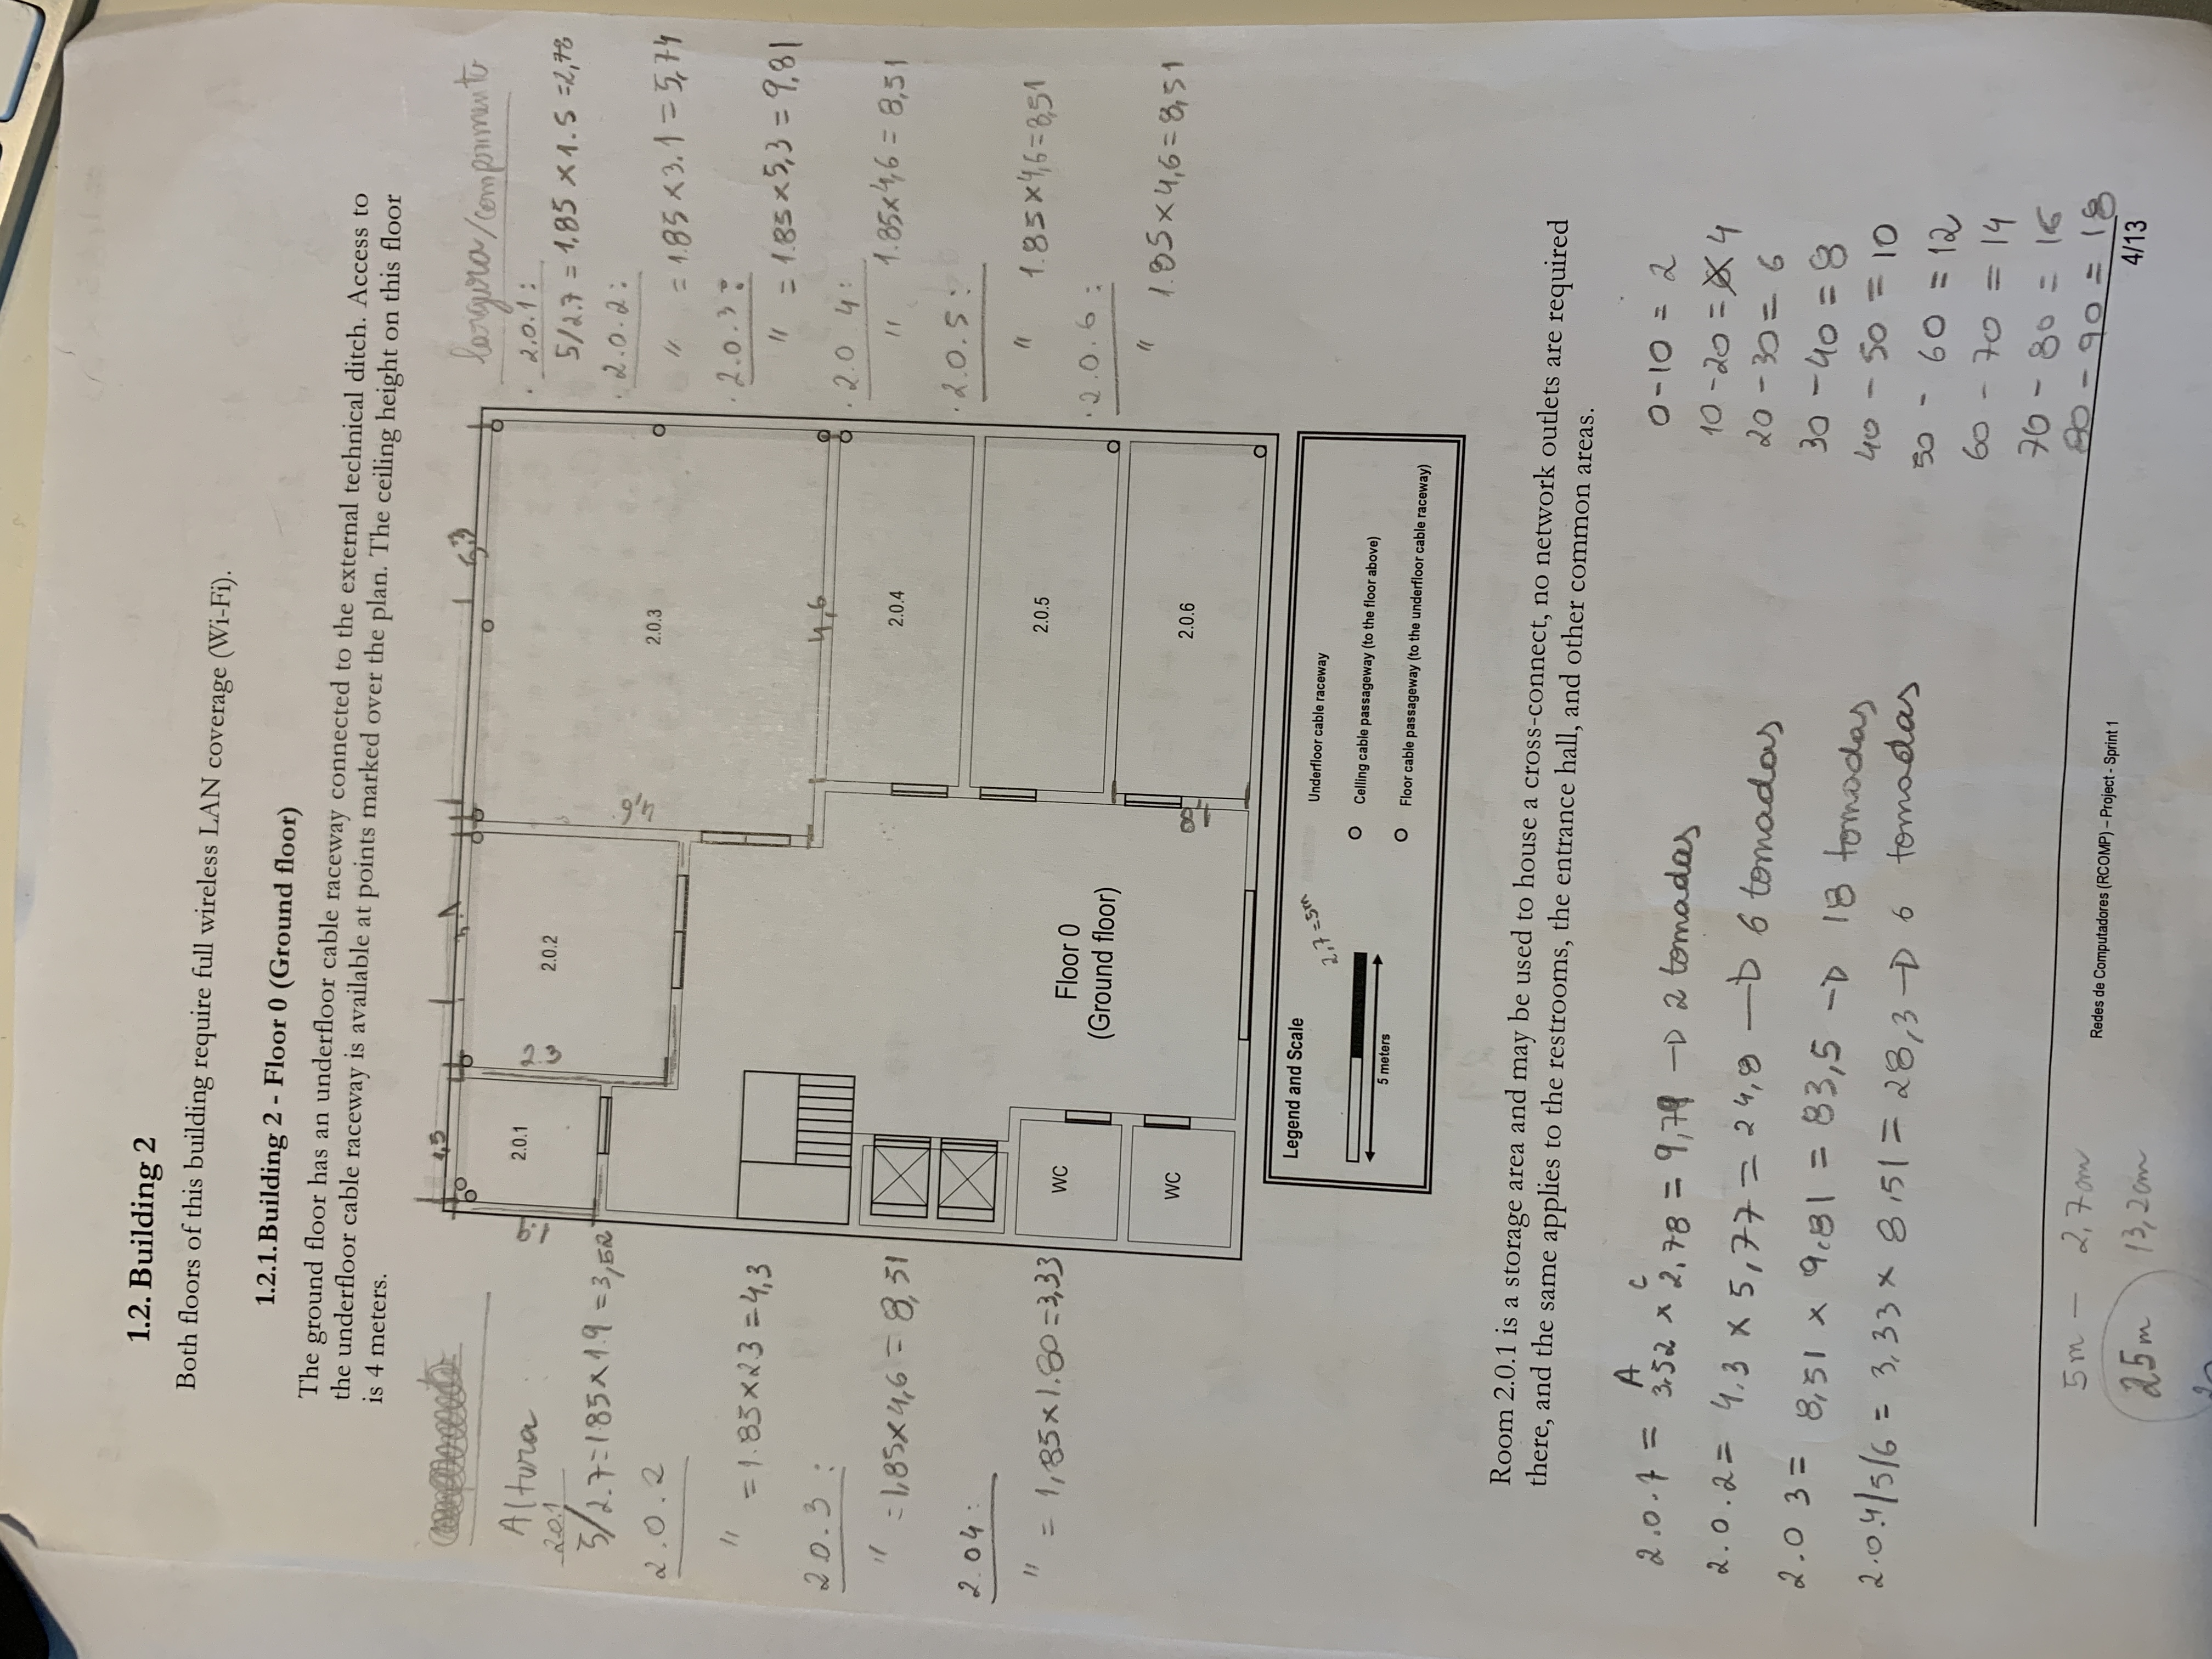 1.2. Building 2
Both floors of this building require full wireless LAN coverage (Wi-Fi).
1.2.1.Building 2 - Floor 0 (Ground floor)
The ground floor has an underfloor cable raceway connected to the external technical ditch. Access to
the underfloor cable raceway is available at points marked over the plan. The ceiling height on this floor
is 4 meters.
Altura :
2.0.1
5/2.7=1.85×1.9=3,52
2.0.2
" =1.85×2.3=4,3
2.0.3:
" =1,85×4,6=8,51
2.04:
" =1,85×1.80=3,33
1,5
3,1
5,3
1,9
2.3
4,6
4,6
1,8
2.0.1
2.0.2
2.0.3
2.0.4
2.0.5
2.0.6
WC
WC
Floor 0
(Ground floor)
largura/comprimento
· 2.0.1:
5/2.7 = 1,85 ×1.5 =2,78
· 2.0.2:
" = 1.85 ×3.1 = 5,74
· 2.0.3:
" = 1.85×5,3 = 9,81
· 2.0 4:
" 1.85×4,6 = 8,51
· 2.0.5:
" 1.85×4,6=8,51
· 2.0.6:
" 1.85×4,6=8,51
Legend and Scale
2,7=5m
5 meters
Underfloor cable raceway
Celling cable passageway (to the floor above)
Floor cable passageway (to the underfloor cable raceway)
Room 2.0.1 is a storage area and may be used to house a cross-connect, no network outlets are required
there, and the same applies to the restrooms, the entrance hall, and other common areas.
A C
2.0.1 = 3.52 × 2.78 = 9,79 → 2 tomadas
2.0.2= 4.3 × 5,77 = 24,8 → 6 tomadas
2.0 3= 8,51 × 9.81 = 83,5 → 18 tomadas
2.0.4/5/6 = 3,33× 8,51 = 28,3 → 6 tomadas
0-10 = 2
10-20 = 4
20-30= 6
30-40 = 8
40-50 = 10
50-60 = 12
60-70 = 14
70-80 = 16
80-90 = 18
5m — 2,7cm
25m 13,2cm
Redes de Computadores (RCOMP) – Project - Sprint 1
4/13